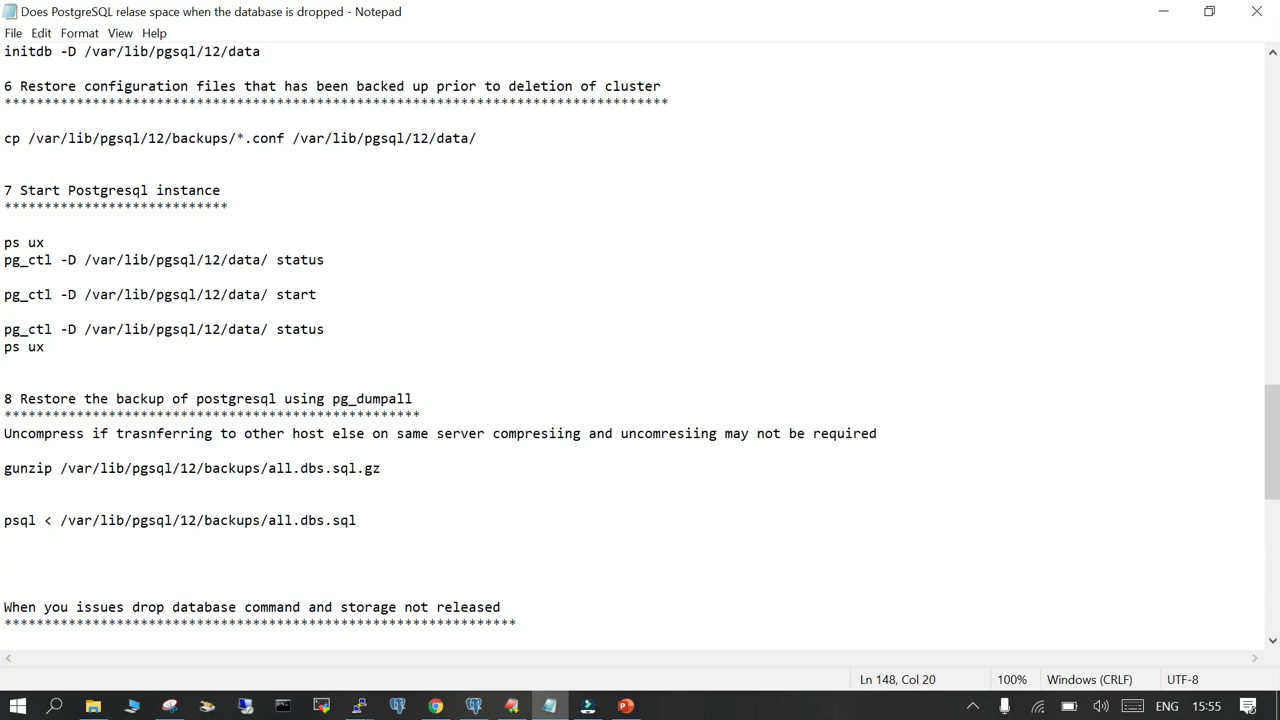 Does PostgreSQL relase space when the database is dropped - Notepad
File Edit Format View Help
initdb -D /var/lib/pgsql/12/data
6 Restore configuration files that has been backed up prior to deletion of cluster
***********************************************************************************
cp /var/lib/pgsql/12/backups/*.conf /var/lib/pgsql/12/data/
7 Start Postgresql instance
****************************
ps ux
pg_ctl -D /var/lib/pgsql/12/data/ status
pg_ctl -D /var/lib/pgsql/12/data/ start
pg_ctl -D /var/lib/pgsql/12/data/ status
ps ux
8 Restore the backup of postgresql using pg_dumpall
****************************************************
Uncompress if trasnferring to other host else on same server compresiing and uncomresiing may not be required
gunzip /var/lib/pgsql/12/backups/all.dbs.sql.gz
psql < /var/lib/pgsql/12/backups/all.dbs.sql
When you issues drop database command and storage not released
****************************************************************
Ln 148, Col 20 100% Windows (CRLF) UTF-8
ENG 15:55